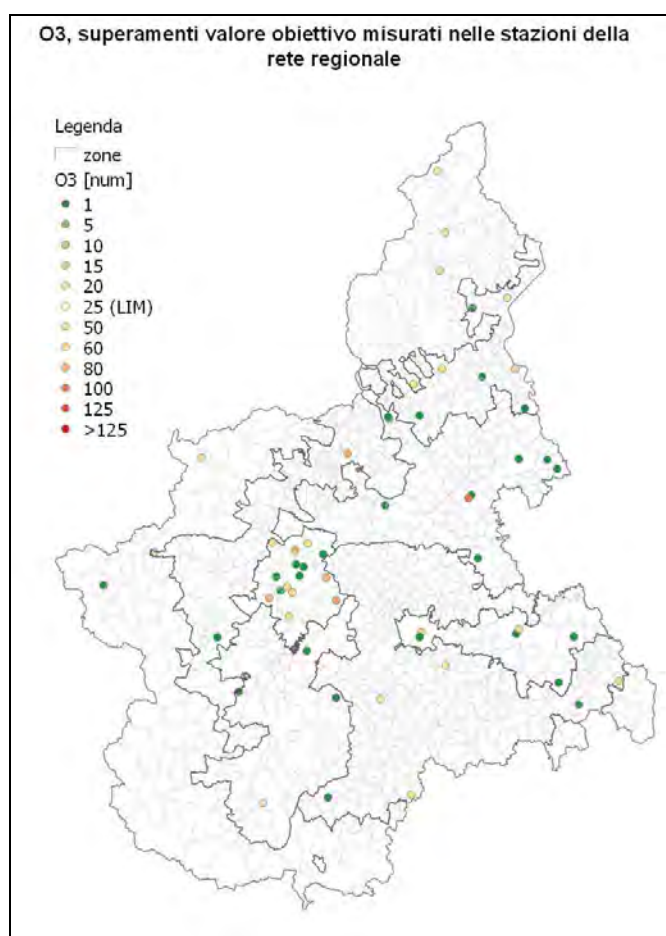 O3, superamenti valore obiettivo misurati nelle stazioni della
rete regionale
Legenda
zone
O3 [num]
1
5
10
15
20
25 (LIM)
50
60
80
100
125
>125